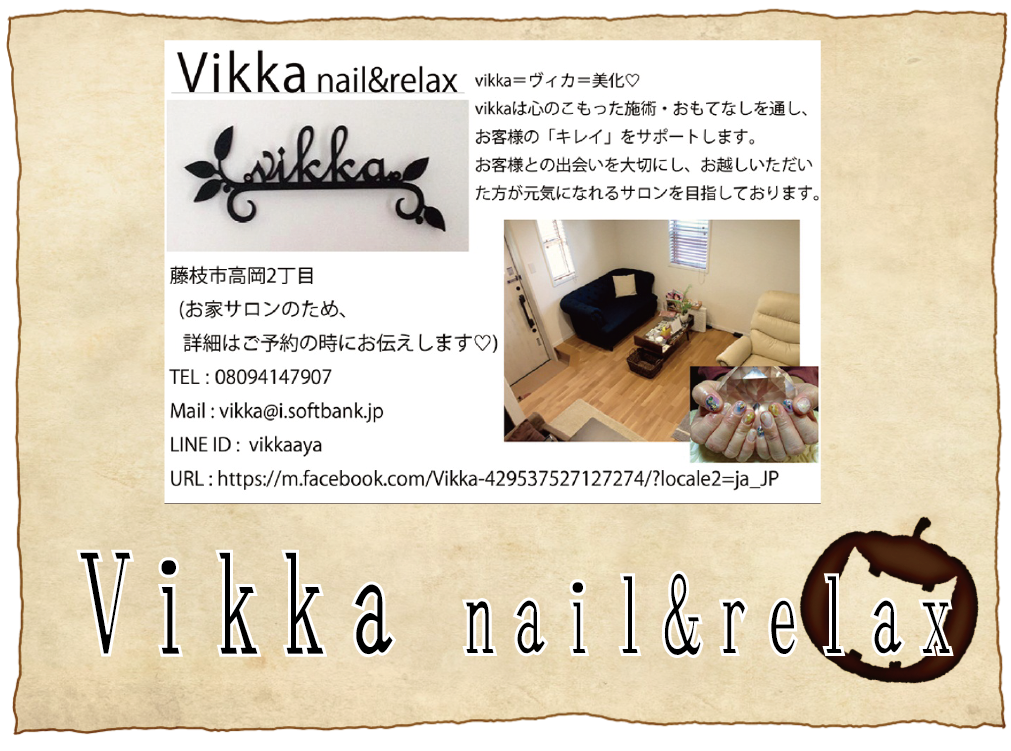 Vikka nail&relax
vikka
vikka＝ヴィカ＝美化♡
vikkaは心のこもった施術・おもてなしを通し、
お客様の「キレイ」をサポートします。
お客様との出会いを大切にし、お越しいただい
た方が元気になれるサロンを目指しております。
藤枝市高岡2丁目
(お家サロンのため、
詳細はご予約の時にお伝えします♡)
TEL : 08094147907
Mail : vikka@i.softbank.jp
LINE ID : vikkaaya
URL : https://m.facebook.com/Vikka-429537527127274/?locale2=ja_JP
Vikka nail&relax